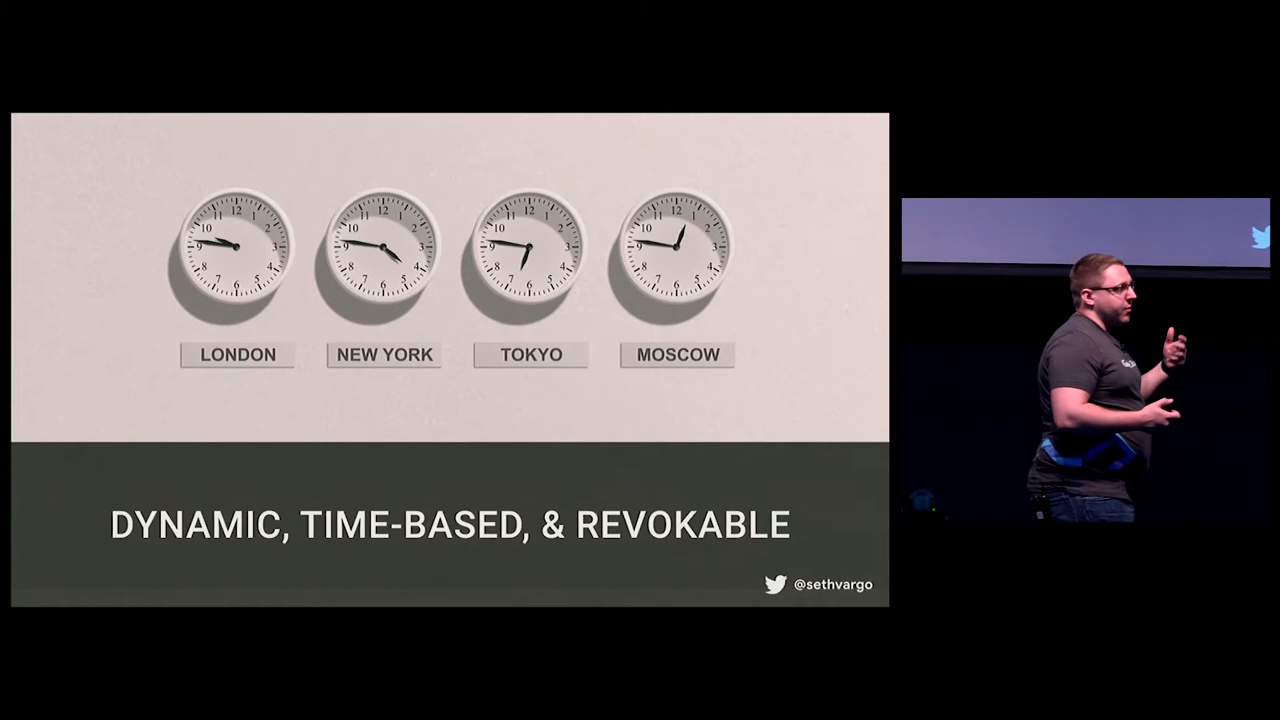 LONDON
NEW YORK
TOKYO
MOSCOW
DYNAMIC, TIME-BASED, & REVOKABLE
@sethvargo